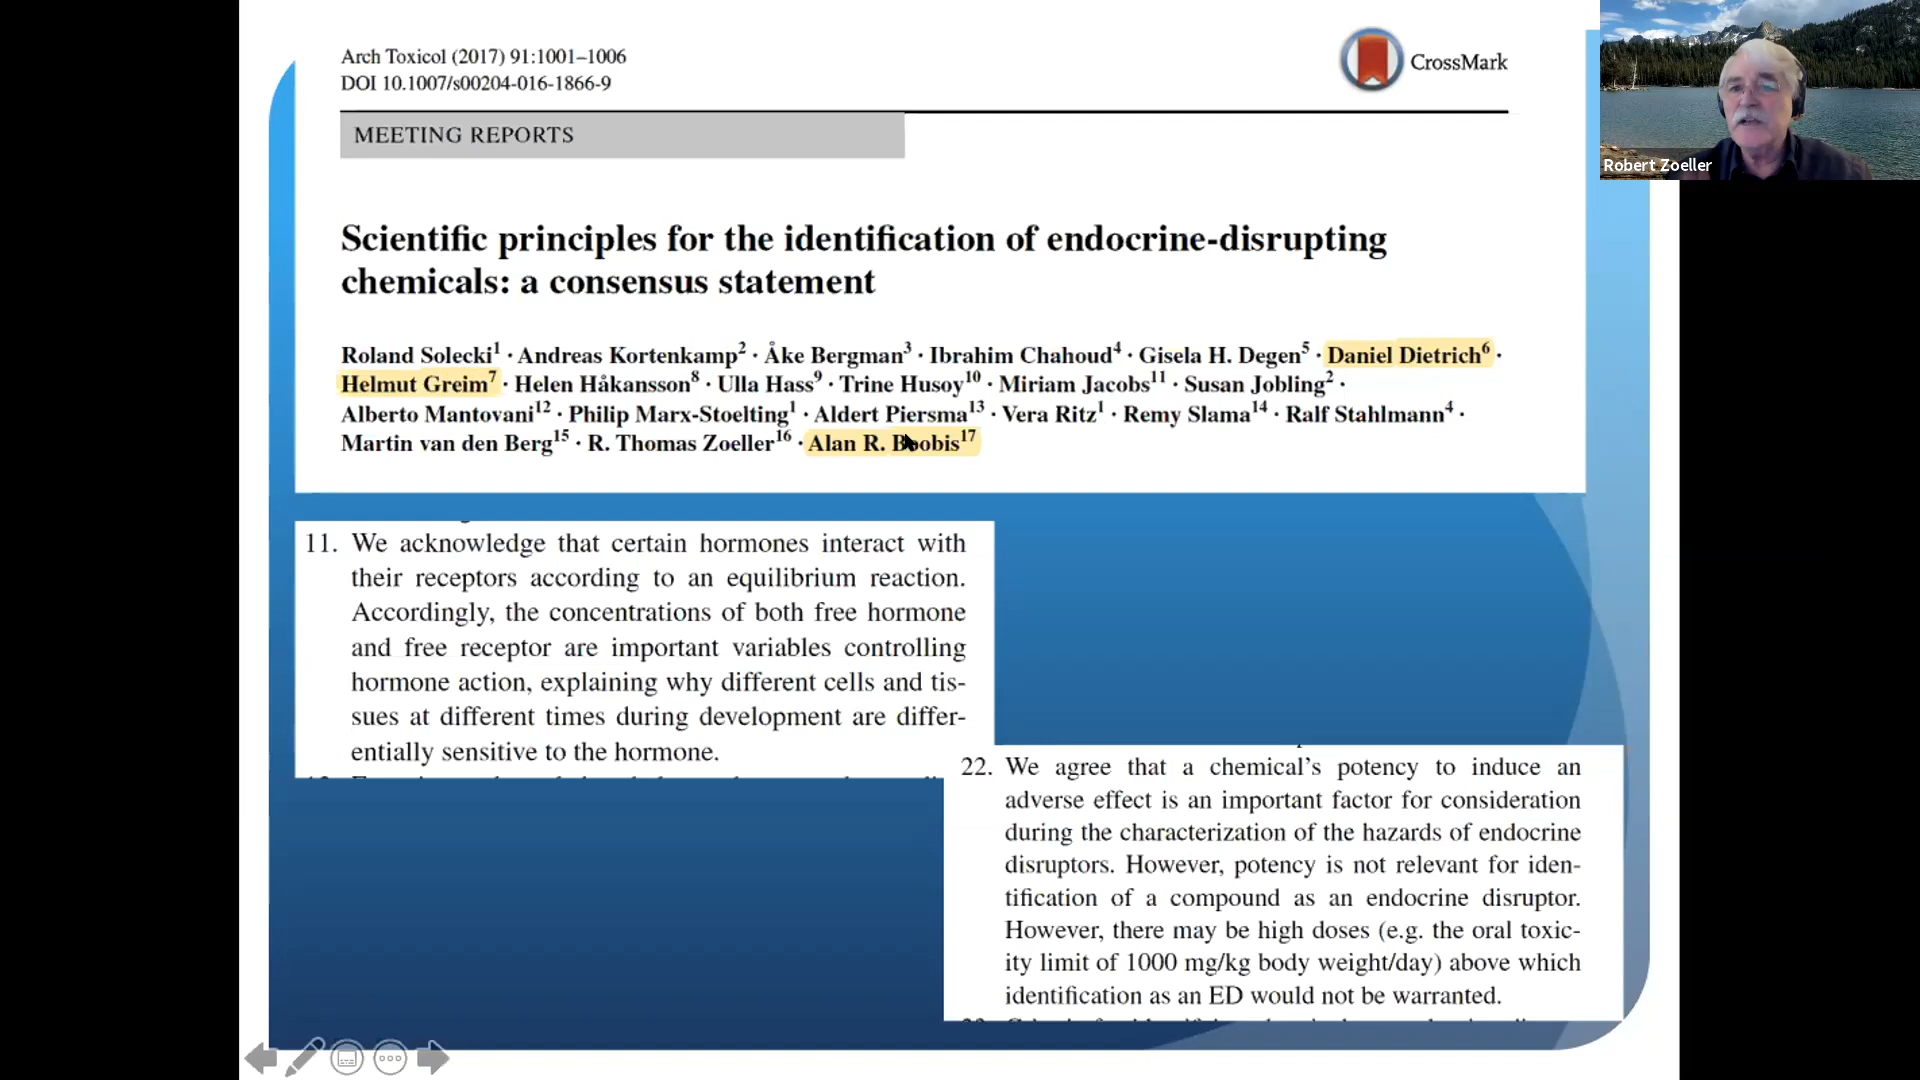 Arch Toxicol (2017) 91:1001–1006
DOI 10.1007/s00204-016-1866-9
CrossMark
Robert Zoeller
MEETING REPORTS
Scientific principles for the identification of endocrine-disrupting
chemicals: a consensus statement
Roland Solecki1 · Andreas Kortenkamp2 · Åke Bergman3 · Ibrahim Chahoud4 · Gisela H. Degen5 · Daniel Dietrich6 ·
Helmut Greim7 · Helen Håkansson8 · Ulla Hass9 · Trine Husoy10 · Miriam Jacobs11 · Susan Jobling2 ·
Alberto Mantovani12 · Philip Marx-Stoelting1 · Aldert Piersma13 · Vera Ritz1 · Remy Slama14 · Ralf Stahlmann4 ·
Martin van den Berg15 · R. Thomas Zoeller16 · Alan R. Boobis17
11. We acknowledge that certain hormones interact with
their receptors according to an equilibrium reaction.
Accordingly, the concentrations of both free hormone
and free receptor are important variables controlling
hormone action, explaining why different cells and tis-
sues at different times during development are differ-
entially sensitive to the hormone.
22. We agree that a chemical's potency to induce an
adverse effect is an important factor for consideration
during the characterization of the hazards of endocrine
disruptors. However, potency is not relevant for iden-
tification of a compound as an endocrine disruptor.
However, there may be high doses (e.g. the oral toxic-
ity limit of 1000 mg/kg body weight/day) above which
identification as an ED would not be warranted.